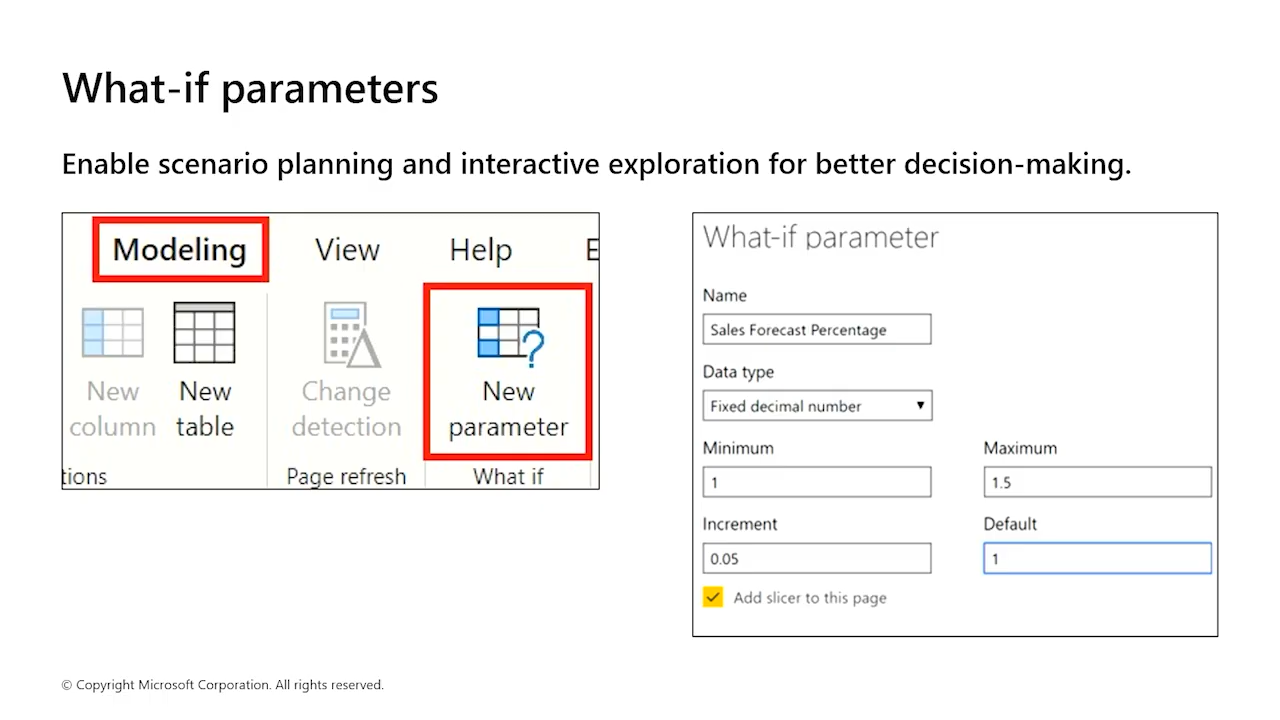 What-if parameters
Enable scenario planning and interactive exploration for better decision-making.
Modeling View Help E
New column
New table
Change detection
New parameter
tions
Page refresh
What if
What-if parameter
Name
Sales Forecast Percentage
Data type
Fixed decimal number
Minimum Maximum
1 1.5
Increment Default
0.05 1
Add slicer to this page
© Copyright Microsoft Corporation. All rights reserved.